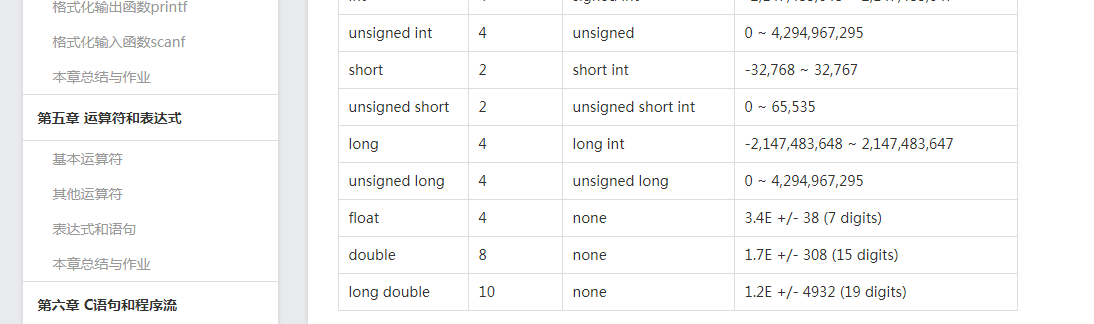 格式化输出函数printf
格式化输入函数scanf
本章总结与作业
第五章 运算符和表达式
基本运算符
其他运算符
表达式和语句
本章总结与作业
第六章 C语句和程序流
unsigned int 4 unsigned 0 ~ 4,294,967,295
short 2 short int -32,768 ~ 32,767
unsigned short 2 unsigned short int 0 ~ 65,535
long 4 long int -2,147,483,648 ~ 2,147,483,647
unsigned long 4 unsigned long 0 ~ 4,294,967,295
float 4 none 3.4E +/- 38 (7 digits)
double 8 none 1.7E +/- 308 (15 digits)
long double 10 none 1.2E +/- 4932 (19 digits)